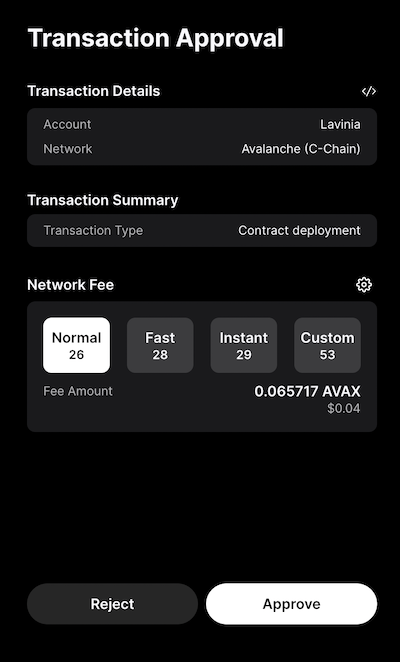 Transaction Approval
Transaction Details
Account Lavinia
Network Avalanche (C-Chain)
Transaction Summary
Transaction Type Contract deployment
Network Fee
Normal Fast Instant Custom
26 28 29 53
Fee Amount 0.065717 AVAX
$0.04
Reject Approve